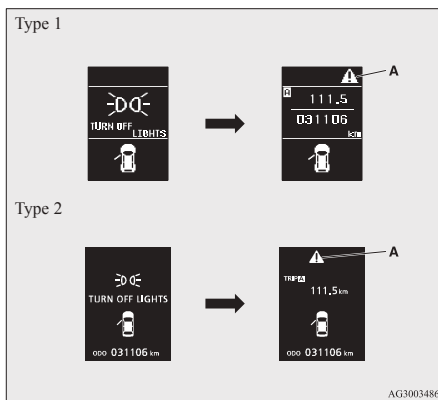 Type 1
TURN OFF
LIGHTS
A
A
111.5
031106
km
Type 2
TURN OFF LIGHTS
ODO 031106 km
A
TRIP A
111.5 km
ODO 031106 km
AG3003486